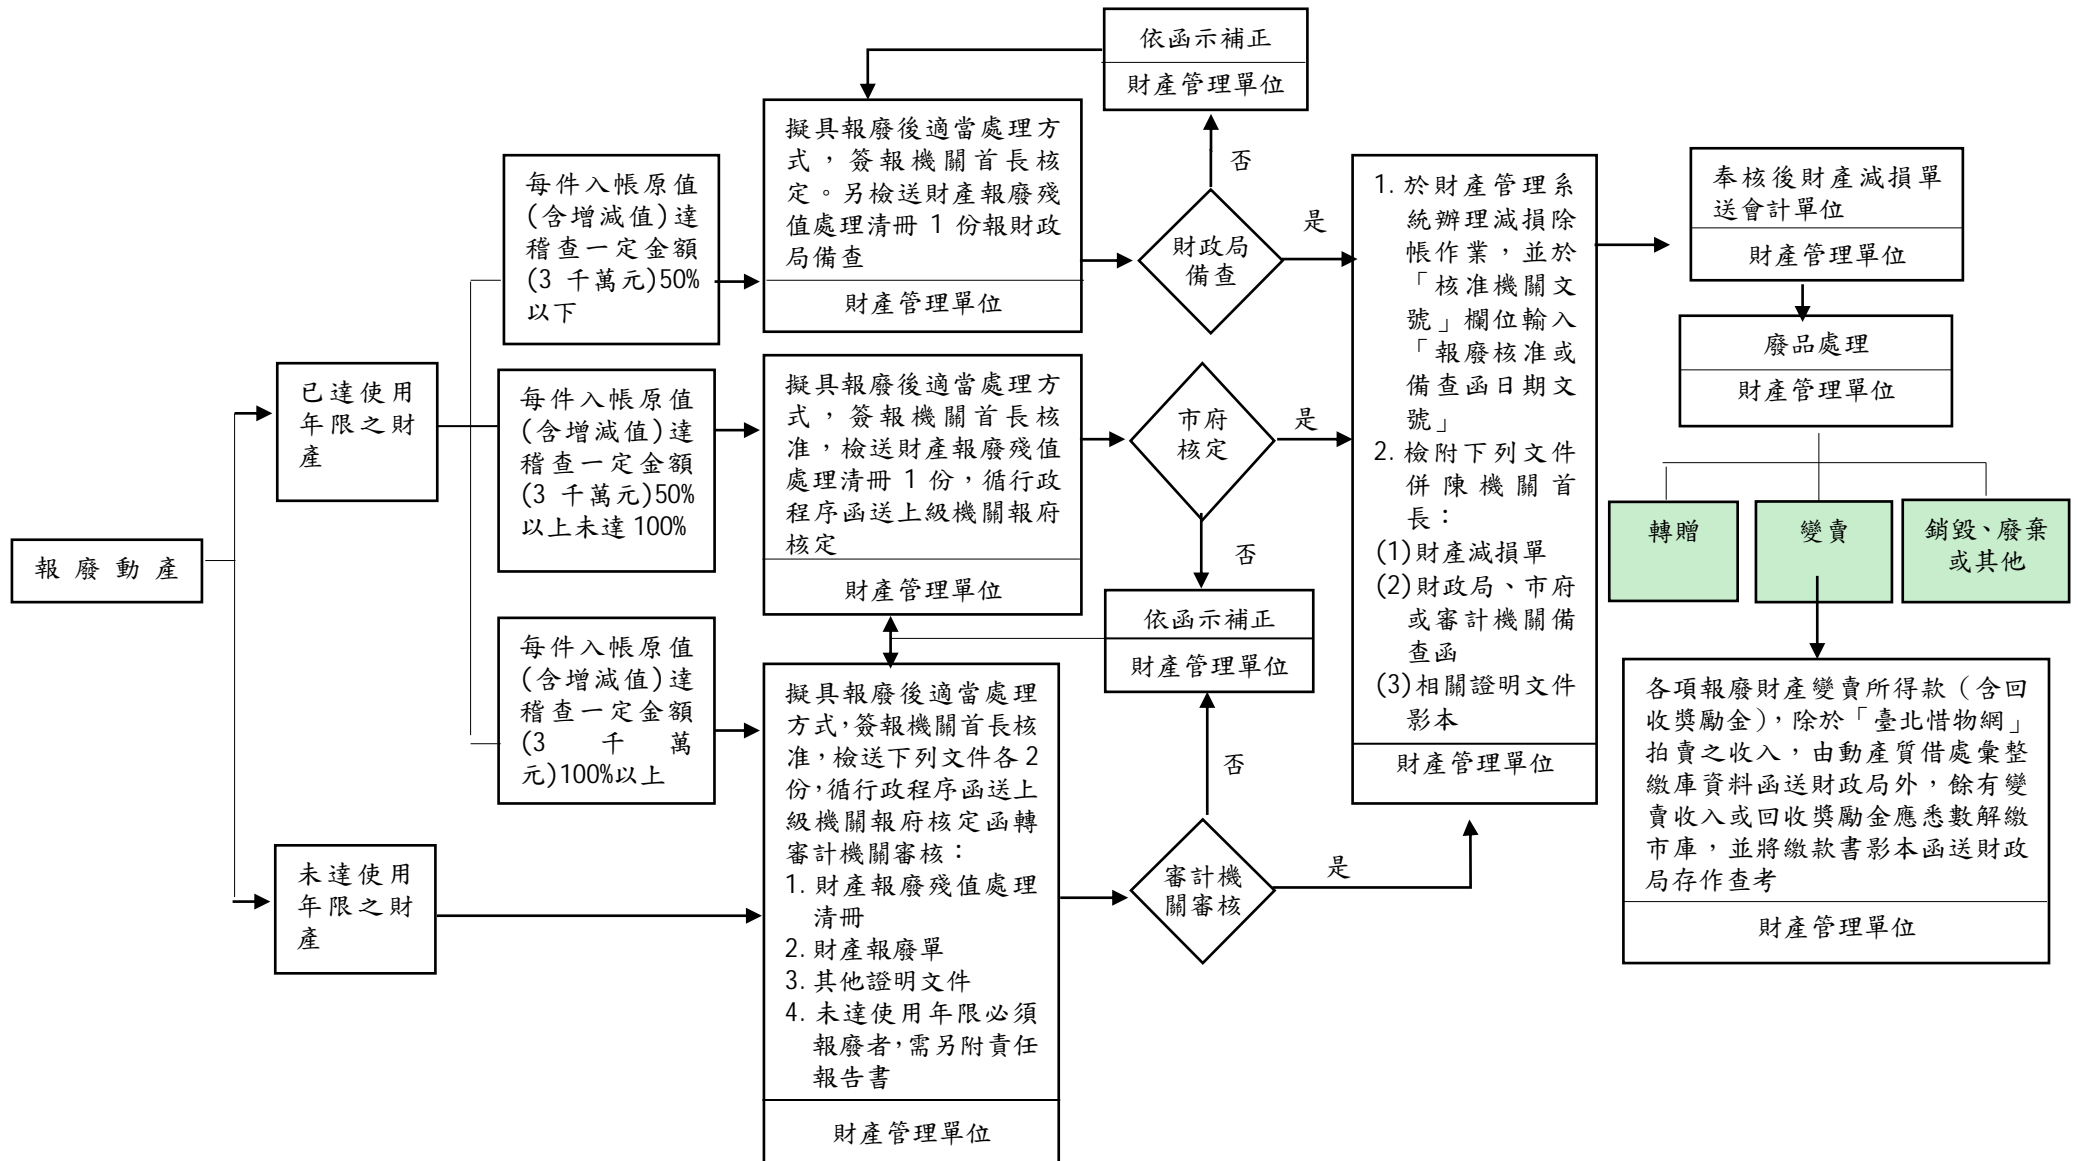 報廢動產
已達使用
年限之財
產
未達使用
年限之財
產
每件入帳原值
(含增減值)達
稽查一定金額
(3 千萬元)50%
以下
每件入帳原值
(含增減值)達
稽查一定金額
(3 千萬元)50%
以上未達 100%
每件入帳原值
(含增減值)達
稽查一定金額
(3 千 萬
元)100%以上
擬具報廢後適當處理方
式，簽報機關首長核
定。另檢送財產報廢殘
值處理清冊 1 份報財政
局備查
財產管理單位
擬具報廢後適當處理方
式，簽報機關首長核
准，檢送財產報廢殘值
處理清冊 1 份，循行政
程序函送上級機關報府
核定
財產管理單位
擬具報廢後適當處理
方式，簽報機關首長核
准，檢送下列文件各 2
份，循行政程序函送上
級機關報府核定函轉
審計機關審核：
1. 財產報廢殘值處理
清冊
2. 財產報廢單
3. 其他證明文件
4. 未達使用年限必須
報廢者，需另附責任
報告書
財產管理單位
依函示補正
財產管理單位
否
財政局
備查
是
市府
核定
是
否
依函示補正
財產管理單位
否
審計機
關審核
是
1. 於財產管理系
統辦理減損除
帳作業，並於
「核准機關文
號」欄位輸入
「報廢核准或
備查函日期文
號」
2. 檢附下列文件
併陳機關首
長：
(1)財產減損單
(2)財政局、市府
或審計機關備
查函
(3)相關證明文件
影本
財產管理單位
奉核後財產減損單
送會計單位
財產管理單位
廢品處理
財產管理單位
轉贈
變賣
銷毀、廢棄
或其他
各項報廢財產變賣所得款（含回
收獎勵金），除於「臺北惜物網」
拍賣之收入，由動產質借處彙整
繳庫資料函送財政局外，餘有變
賣收入或回收獎勵金應悉數解繳
市庫，並將繳款書影本函送財政
局存作查考
財產管理單位